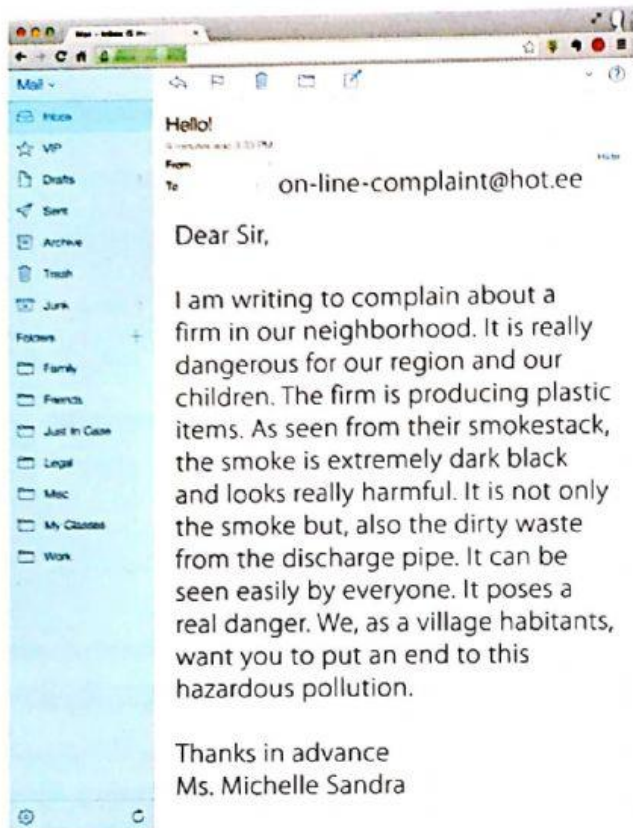 Mail
Inbox
VIP
Drafts
Sent
Archive
Trash
Junk
Folders
Family
Friends
Just In Case
Legal
Misc
My Classes
Work
Hello!
From
To
on-line-complaint@hot.ee
Dear Sir,
I am writing to complain about a
firm in our neighborhood. It is really
dangerous for our region and our
children. The firm is producing plastic
items. As seen from their smokestack,
the smoke is extremely dark black
and looks really harmful. It is not only
the smoke but, also the dirty waste
from the discharge pipe. It can be
seen easily by everyone. It poses a
real danger. We, as a village habitants,
want you to put an end to this
hazardous pollution.
Thanks in advance
Ms. Michelle Sandra